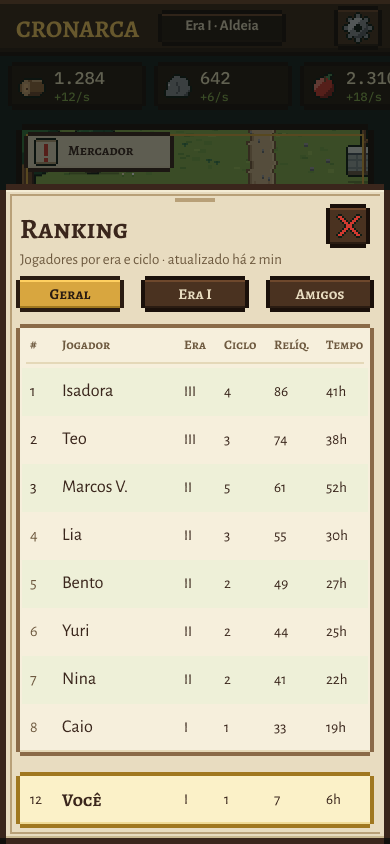 CRONARCA
Era I · Aldeia
1.284
+12/s
642
+6/s
+18/s
Mercador
Ranking
Jogadores por era e ciclo · atualizado há 2 min
Geral
Era I
Amigos
# Jogador Era Ciclo Relíq. Tempo
1 Isadora III 4 86 41h
2 Teo III 3 74 38h
3 Marcos V. II 5 61 52h
4 Lia II 3 55 30h
5 Bento II 2 49 27h
6 Yuri II 2 44 25h
7 Nina II 2 41 22h
8 Caio I 1 33 19h
12 Você I 1 7 6h